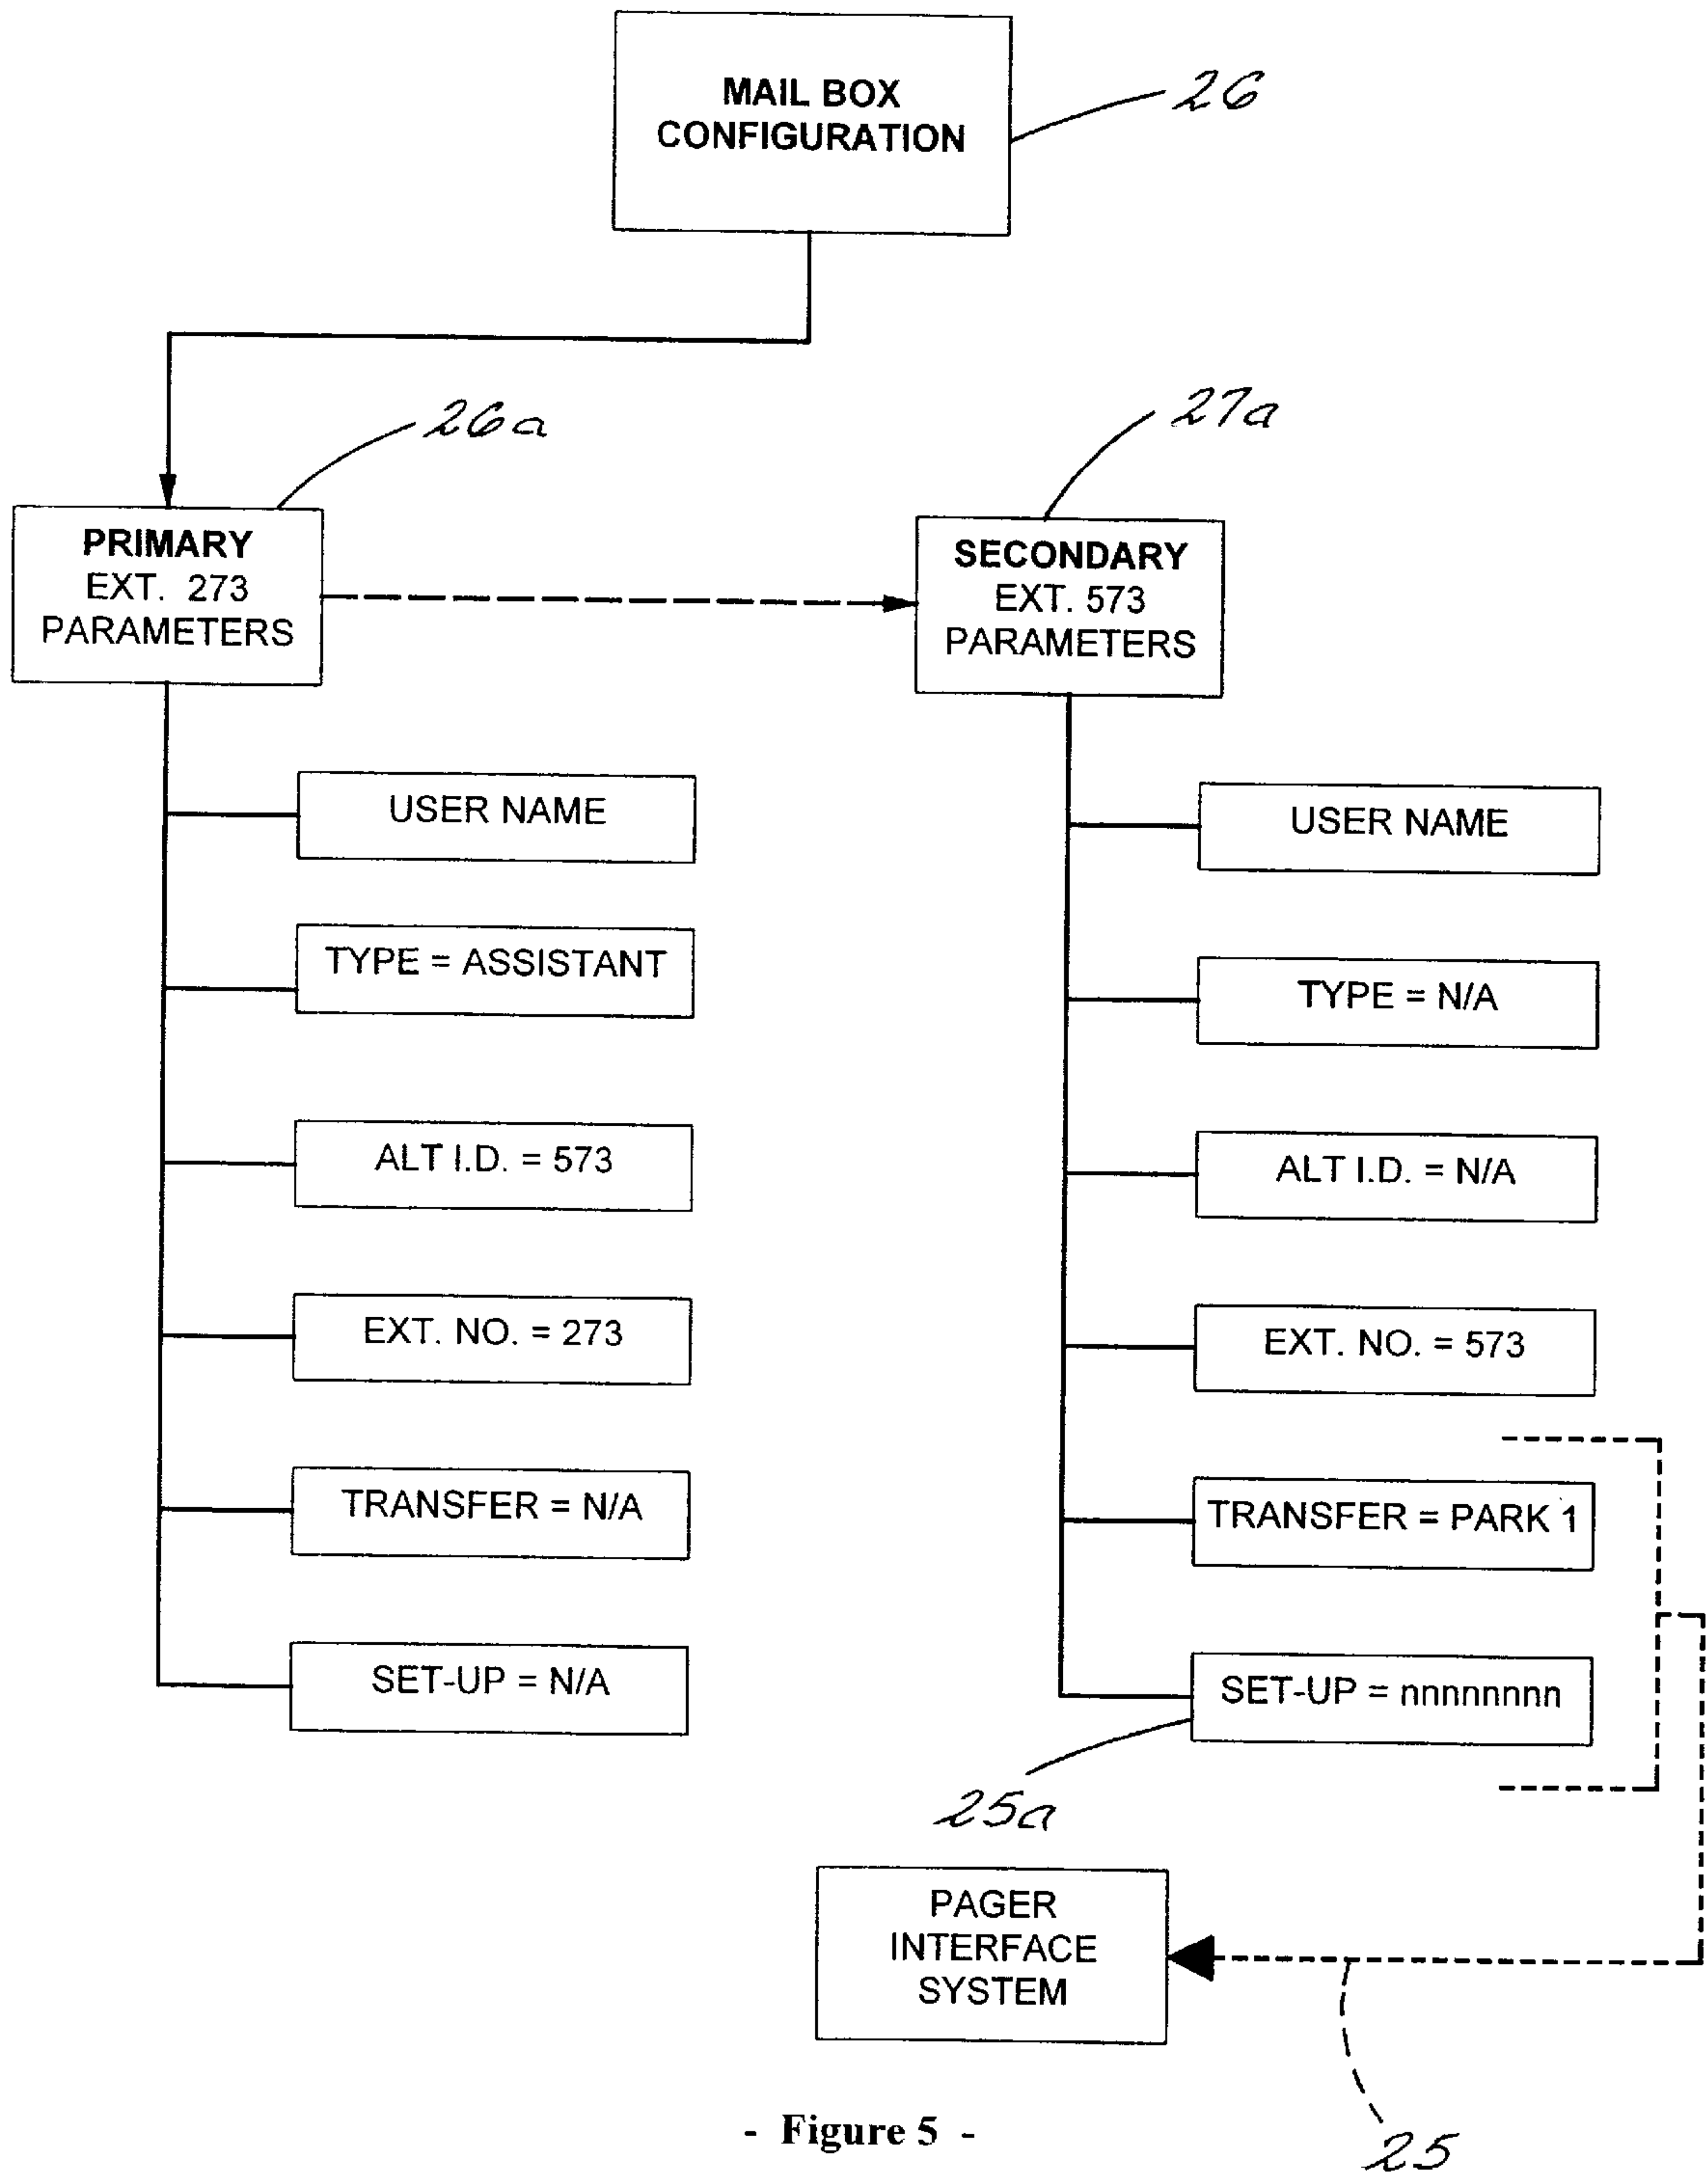 MAIL BOX
CONFIGURATION
26
26a
27a
PRIMARY
EXT. 273
PARAMETERS
SECONDARY
EXT. 573
PARAMETERS
USER NAME
TYPE = ASSISTANT
ALT I.D. = 573
EXT. NO. = 273
TRANSFER = N/A
SET-UP = N/A
USER NAME
TYPE = N/A
ALT I.D. = N/A
EXT. NO. = 573
TRANSFER = PARK 1
SET-UP = nnnnnnnn
25a
PAGER
INTERFACE
SYSTEM
25
- Figure 5 -